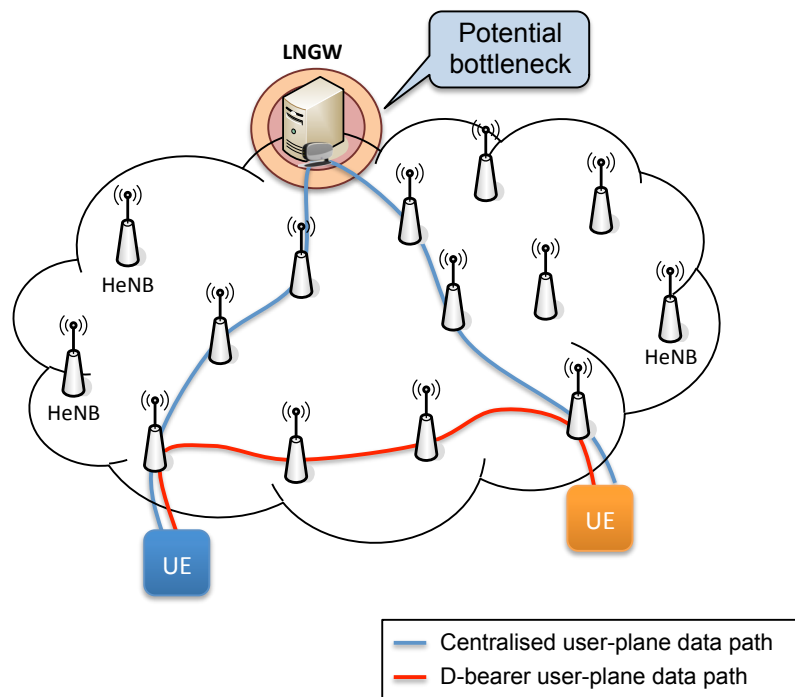 Potential
bottleneck
LNGW
HeNB
HeNB
HeNB
UE
UE
Centralised user-plane data path
D-bearer user-plane data path